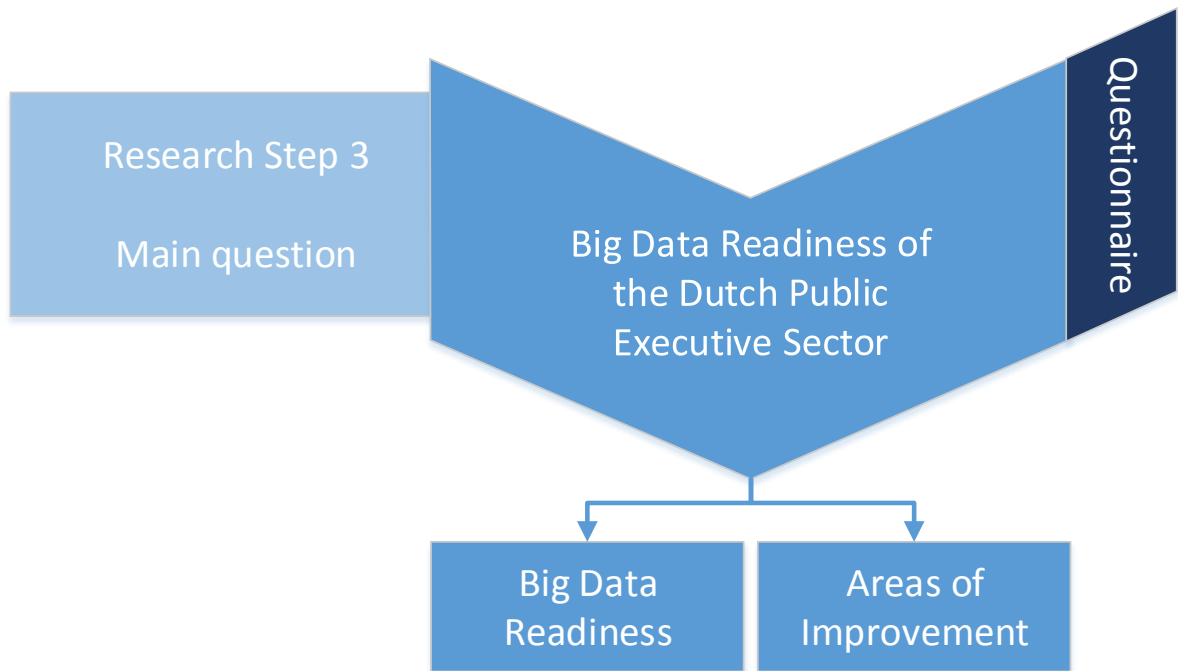 Research Step 3
Main question
Big Data Readiness of
the Dutch Public
Executive Sector
Questionnaire
Big Data
Readiness
Areas of
Improvement